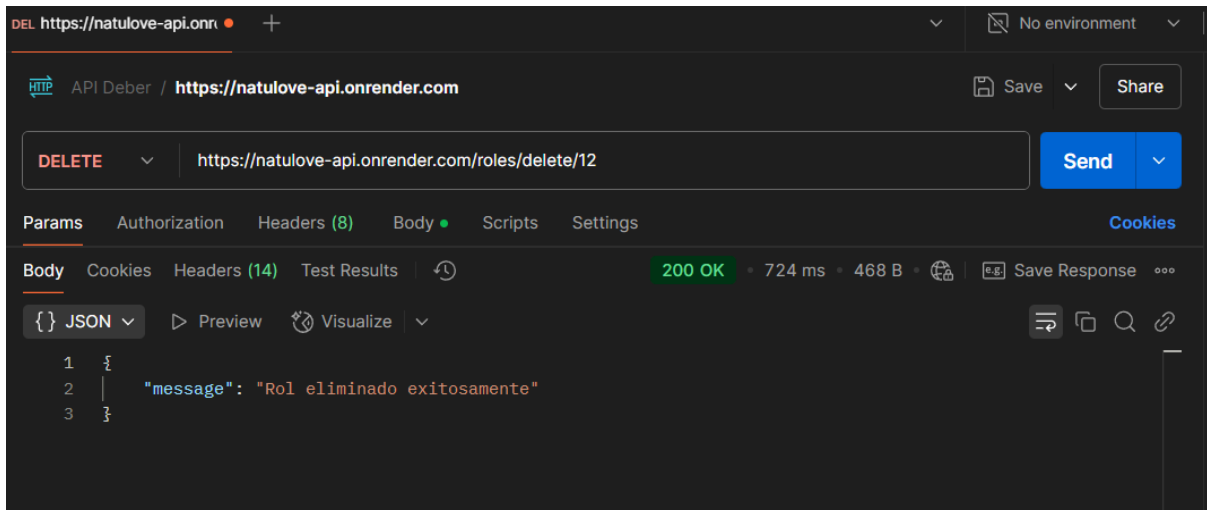 DEL https://natulove-api.onr No environment
HTTP API Deber / https://natulove-api.onrender.com Save Share
DELETE https://natulove-api.onrender.com/roles/delete/12 Send
Params Authorization Headers (8) Body Scripts Settings Cookies
Body Cookies Headers (14) Test Results 200 OK 724 ms 468 B e.g. Save Response
{} JSON Preview Visualize
1 {
2 "message": "Rol eliminado exitosamente"
3 }